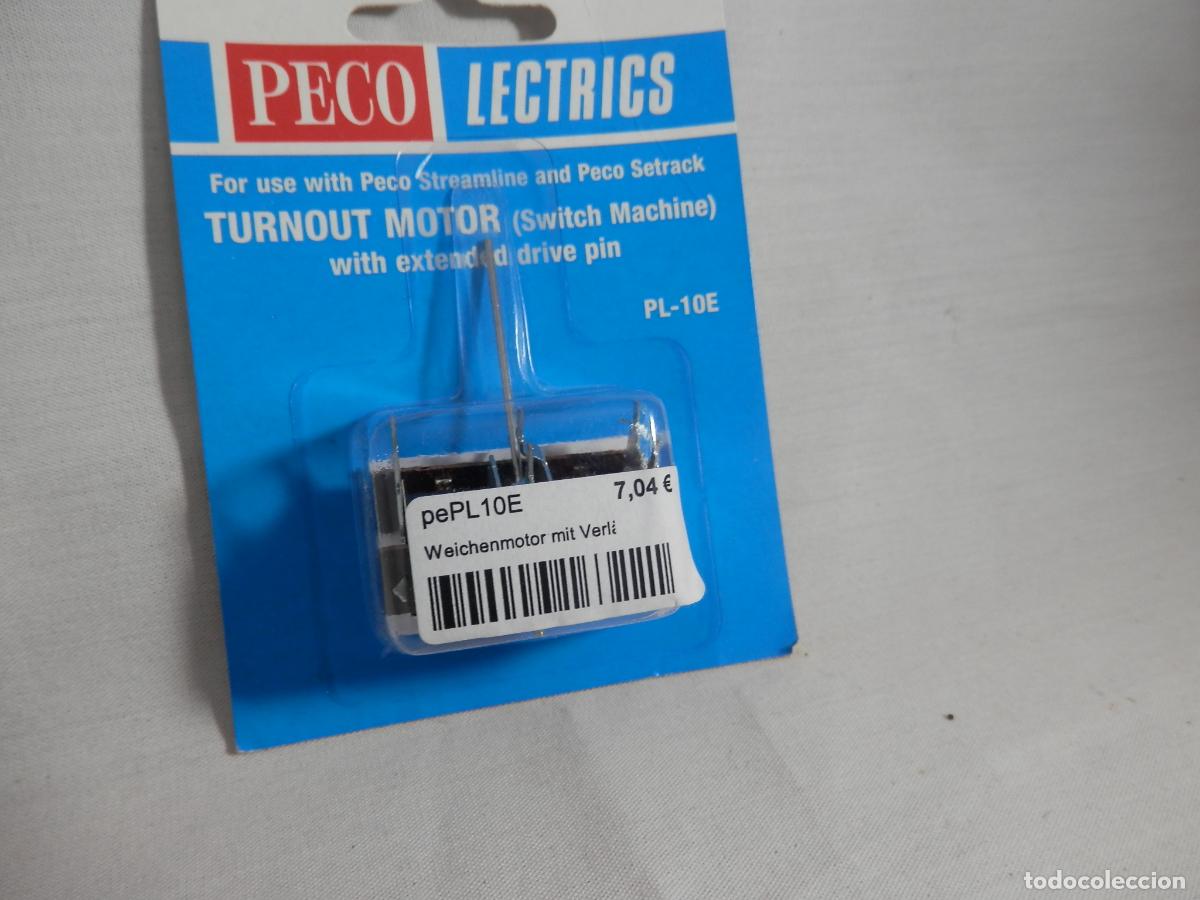 PECO LECTRICS
For use with Peco Streamline and Peco Setrack
TURNOUT MOTOR (Switch Machine)
with extended drive pin
PL-10E
pePL10E 7,04 €
Weichenmotor mit Verlä
todocoleccion